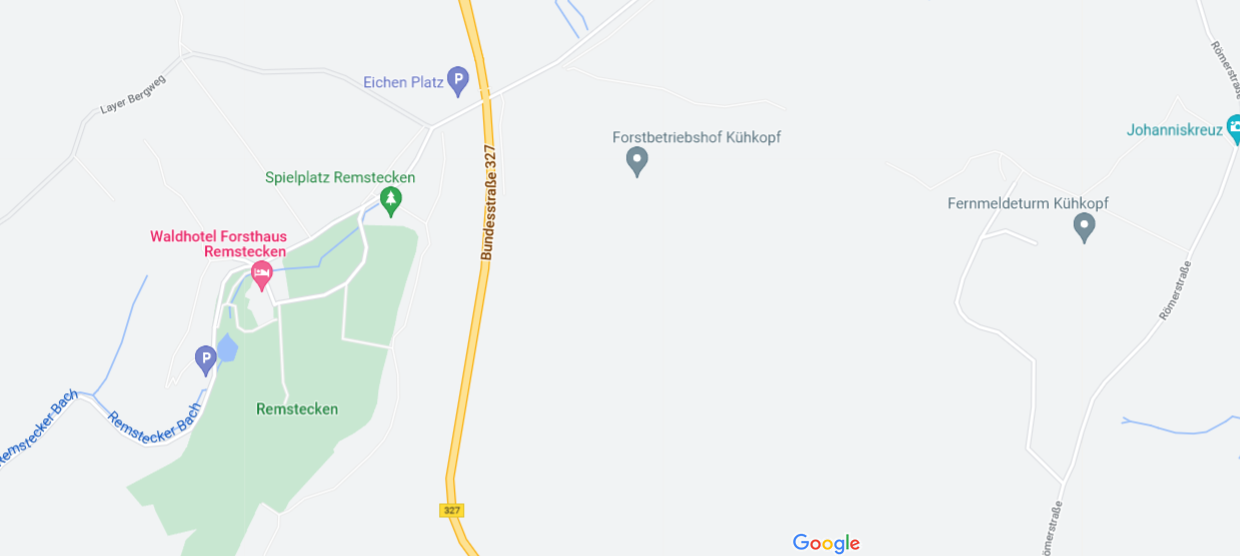 Römerstraße
Eichen Platz
P
Layer Bergweg
Johanniskreuz
Forstbetriebshof Kühkopf
Bundesstraße 327
Spielplatz Remstecken
Fernmeldeturm Kühkopf
Waldhotel Forsthaus
Remstecken
Römerstraße
P
Remstecken
Remstecker Bach
Remstecker Bach
327
Römerstraße
Google